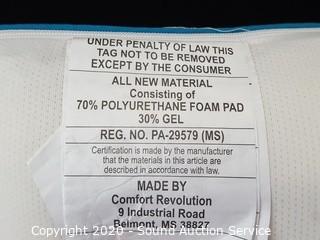 UNDER PENALTY OF LAW THIS
TAG NOT TO BE REMOVED
EXCEPT BY THE CONSUMER
ALL NEW MATERIAL
Consisting of
70% POLYURETHANE FOAM PAD
30% GEL
REG. NO. PA-29579 (MS)
Certification is made by the manufacturer
that the materials in this article are
described in accordance with law.
MADE BY
Comfort Revolution
9 Industrial Road
Belmont, MS 38827
Copyright 2020 - Sound Auction Service